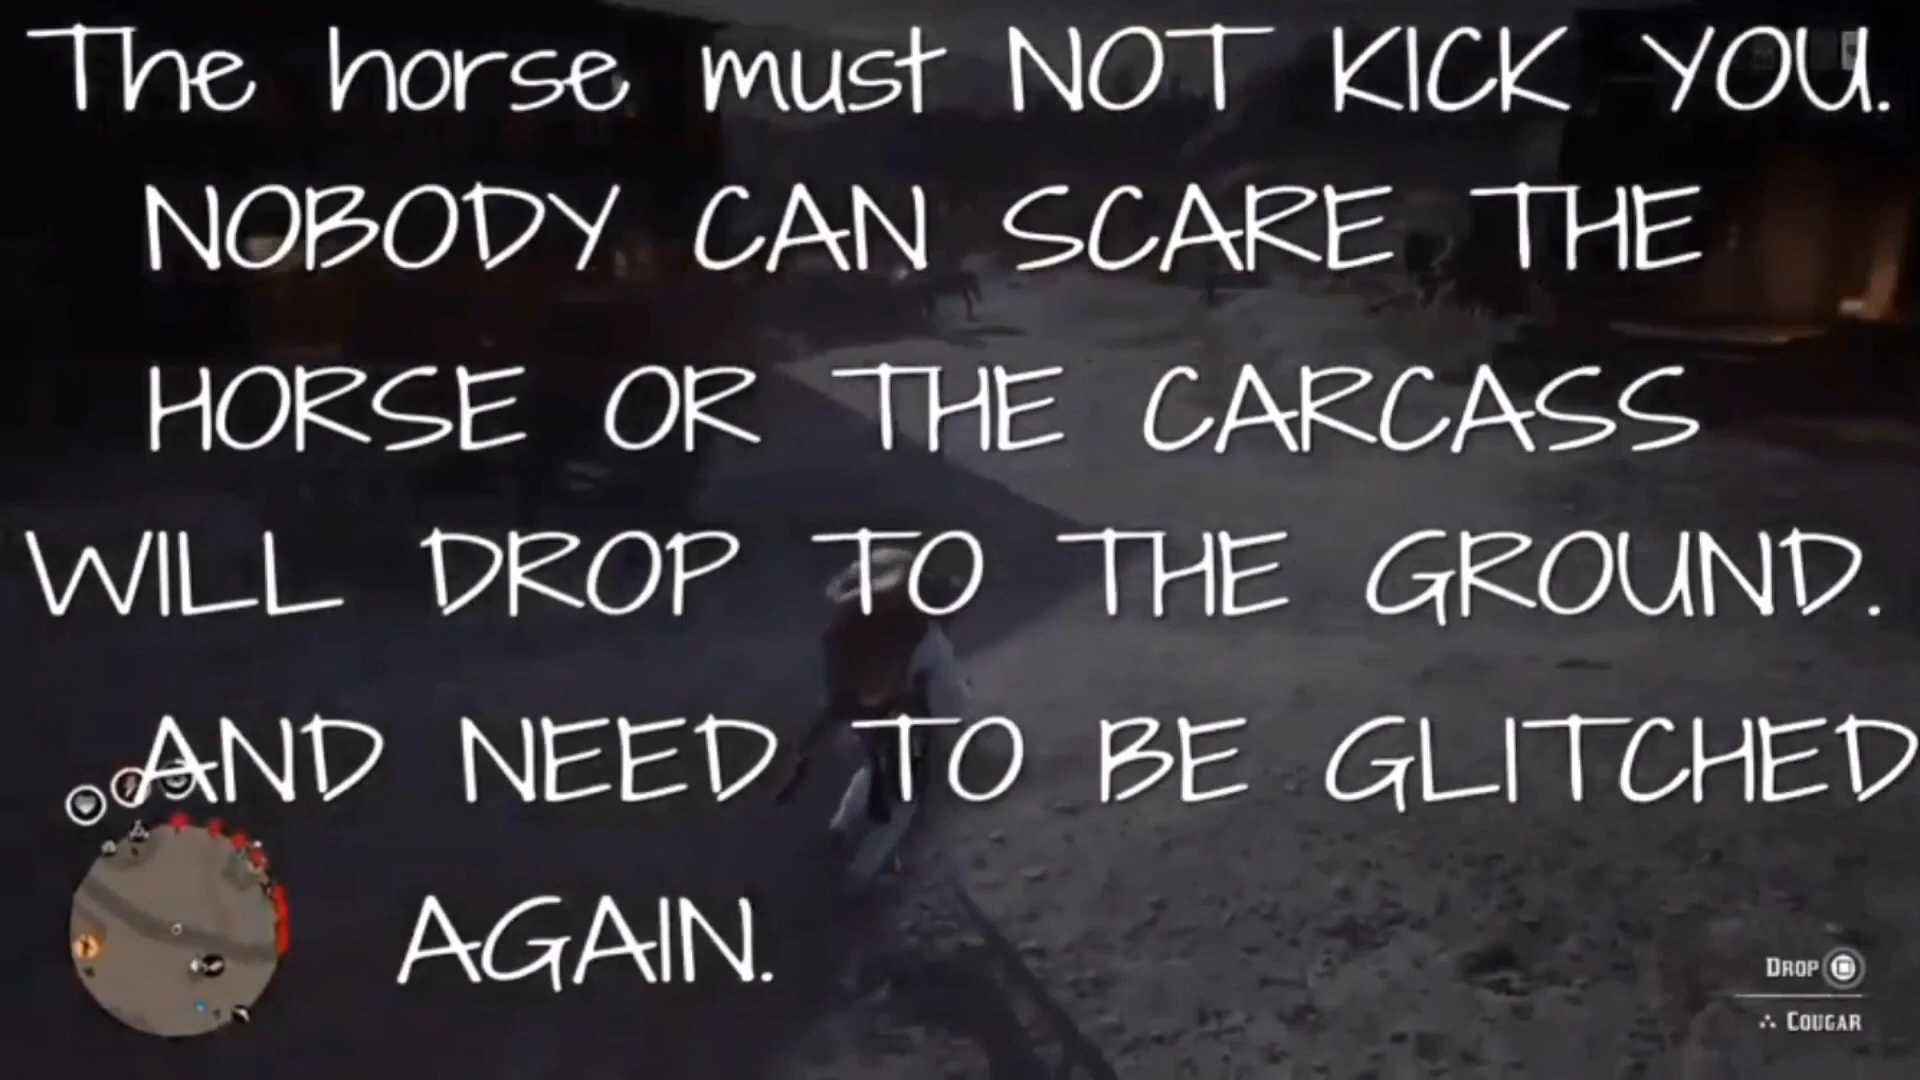 The horse must NOT KICK YOU.
NOBODY CAN SCARE THE
HORSE OR THE CARCASS
WILL DROP TO THE GROUND.
AND NEED TO BE GLITCHED
AGAIN.
DROP
COUGAR